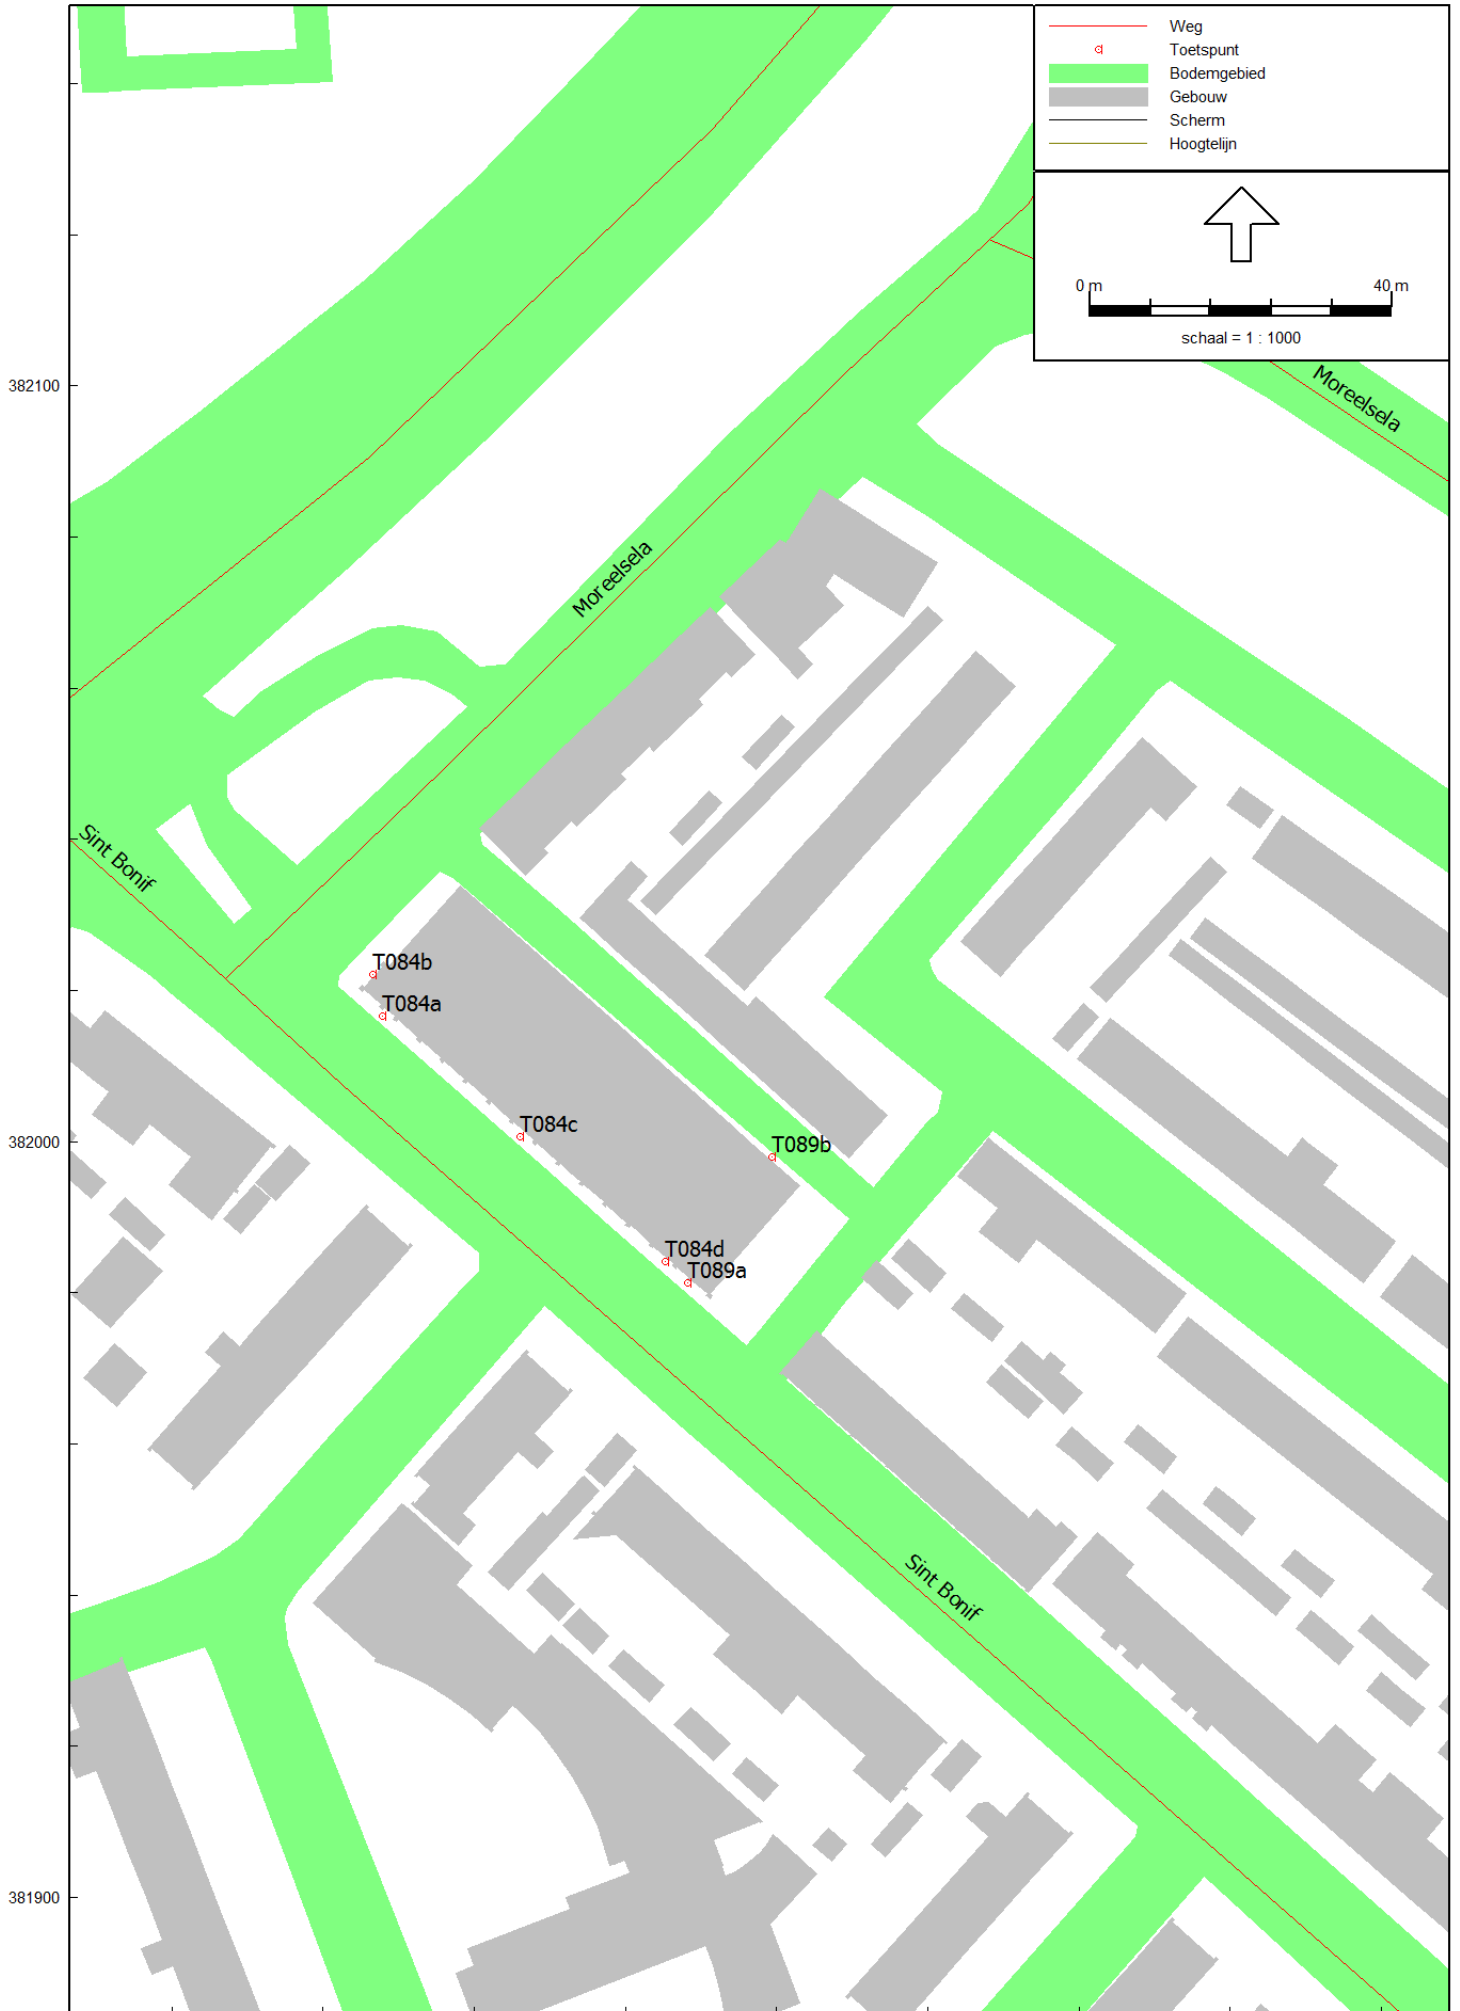 Weg
Toetspunt
Bodemgebied
Gebouw
Scherm
Hoogtelijn
0 m 40 m
schaal = 1 : 1000
Moreelsela
382100
Moreelsela
Sint Bonif
T084b
T084a
T084c
382000
T089b
T084d
T089a
Sint Bonif
381900